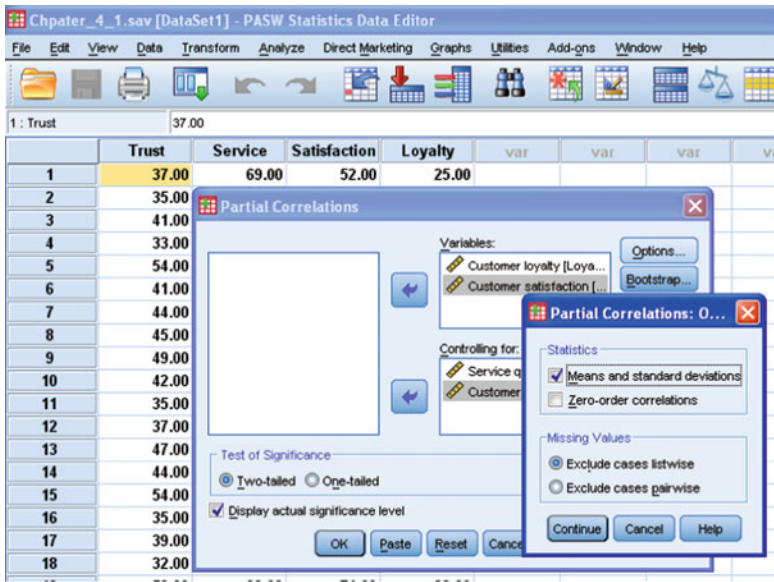 Chpater_4_1.sav [DataSet1] - PASW Statistics Data Editor
File Edit View Data Transform Analyze Direct Marketing Graphs Utilities Add-ons Window Help
1 : Trust 37.00
Trust Service Satisfaction Loyalty var var var
1 37.00 69.00 52.00 25.00
2 35.00
3 41.00
4 33.00
5 54.00
6 41.00
7 44.00
8 45.00
9 49.00
10 42.00
11 35.00
12 37.00
13 47.00
14 44.00
15 54.00
16 35.00
17 39.00
18 32.00
Partial Correlations
Variables:
Customer loyalty [Loya...
Customer satisfaction [...
Options...
Bootstrap...
Controlling for:
Service q
Customer
Test of Significance
Two-tailed One-tailed
Display actual significance level
OK Paste Reset Cance
Partial Correlations: O...
Statistics
Means and standard deviations
Zero-order correlations
Missing Values
Exclude cases listwise
Exclude cases pairwise
Continue Cancel Help